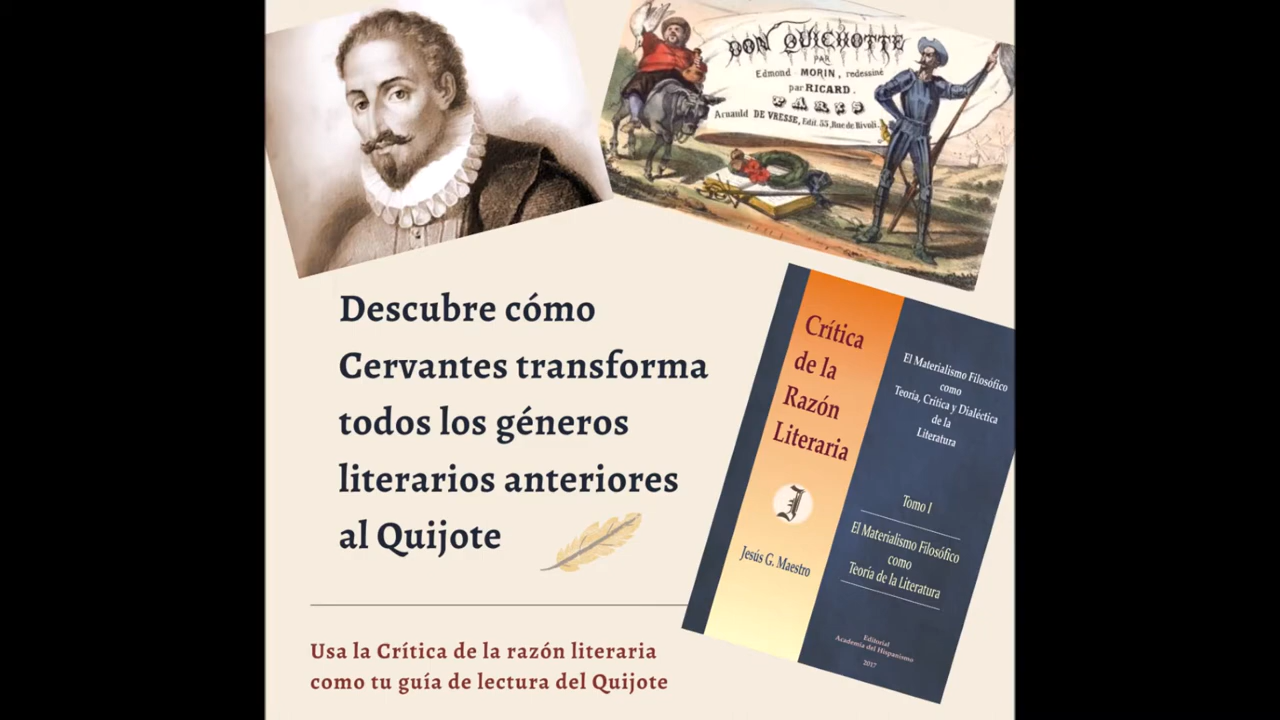 DON QUICHOTTE
PAR
Edmond MORIN, redessiné
par RICARD.
PARIS
Arnauld DE VRESSE, Edit. 55, Rue de Rivoli.
Descubre cómo
Cervantes transforma
todos los géneros
literarios anteriores
al Quijote
Usa la Crítica de la razón literaria
como tu guía de lectura del Quijote
Crítica
de la
Razón
Literaria
J
Jesús G. Maestro
El Materialismo Filosófico
como
Teoría, Crítica y Dialéctica
de la
Literatura
Tomo I
El Materialismo Filosófico
como
Teoría de la Literatura
Editorial
Academia del Hispanismo
2017